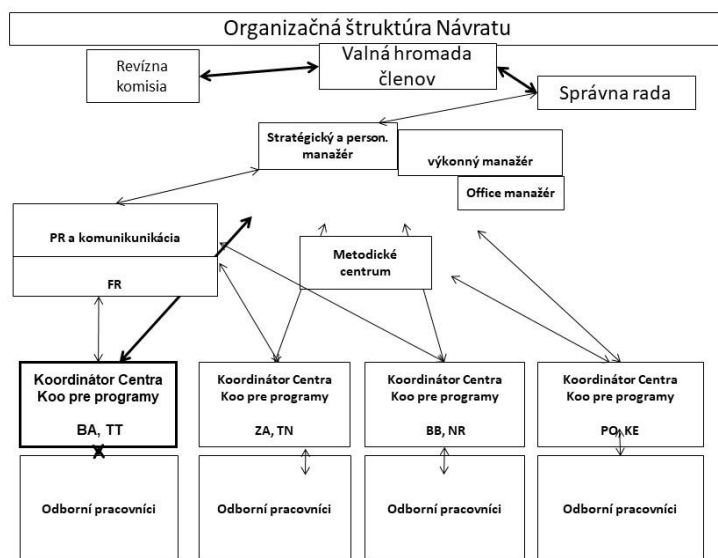 Organizačná štruktúra Návratu
Valná hromada
členov
Revízna
komisia
Správna rada
Stratégický a person.
manažér
výkonný manažér
Office manažér
PR a komunikunikácia
FR
Metodické
centrum
Koordinátor Centra
Koo pre programy
BA, TT
Koordinátor Centra
Koo pre programy
ZA, TN
Koordinátor Centra
Koo pre programy
BB, NR
Koordinátor Centra
Koo pre programy
PO, KE
Odborní pracovníci
Odborní pracovníci
Odborní pracovníci
Odborní pracovníci